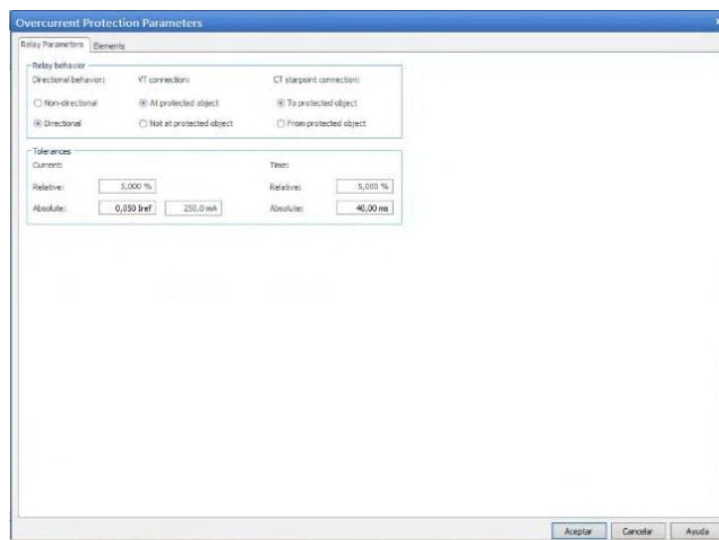 Overcurrent Protection Parameters
Relay Parameters Elements
Relay behavior
Directional behavior: VT connection: CT starpoint connection:
Non-directional At protected object To protected object
Directional Not at protected object From protected object
Tolerances
Current: Time:
Relative: 5,000 % Relative: 5,000 %
Absolute: 0,050 Iref 250,0 mA Absolute: 40,00 ms
Aceptar Cancelar Ayuda